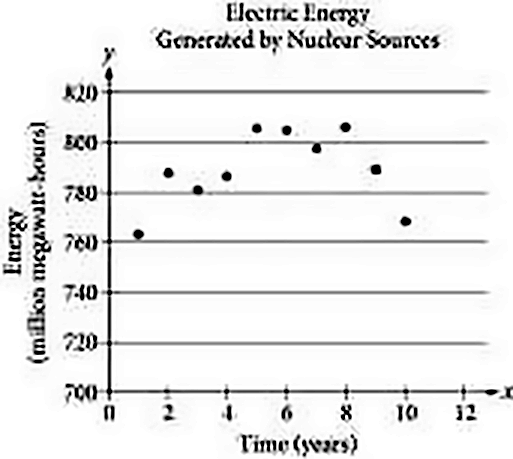 Electric Energy
Generated by Nuclear Sources
y
820
800
780
760
740
720
700
Energy
(million megawatt-hours)
0 2 4 6 8 10 12
x
Time (years)